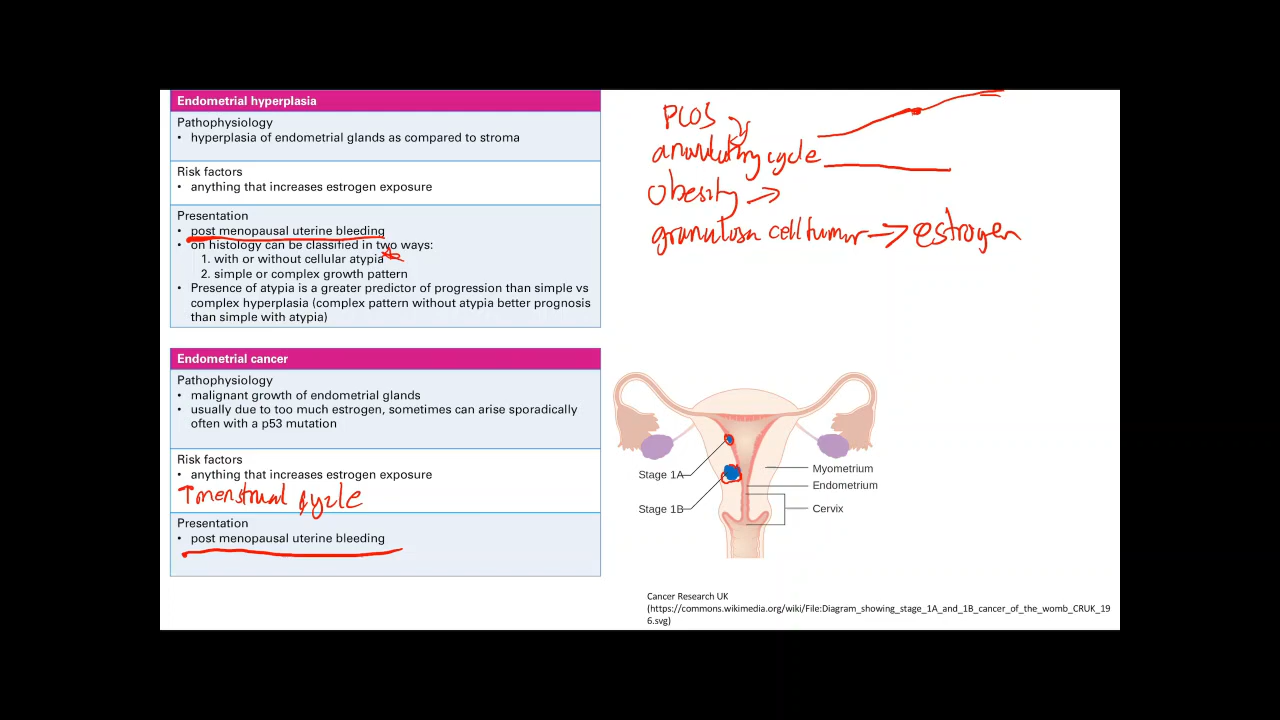 Endometrial hyperplasia
Pathophysiology
• hyperplasia of endometrial glands as compared to stroma
Risk factors
• anything that increases estrogen exposure
Presentation
• post menopausal uterine bleeding
• on histology can be classified in two ways:
1. with or without cellular atypia
2. simple or complex growth pattern
• Presence of atypia is a greater predictor of progression than simple vs
complex hyperplasia (complex pattern without atypia better prognosis
than simple with atypia)
Endometrial cancer
Pathophysiology
• malignant growth of endometrial glands
• usually due to too much estrogen, sometimes can arise sporadically
often with a p53 mutation
Risk factors
• anything that increases estrogen exposure
↑menstrual cycle
Presentation
• post menopausal uterine bleeding
PCOS
cycle
Obesity →
granulosa cell tumor → estrogen
Stage 1A
Stage 1B
Myometrium
Endometrium
Cervix
Cancer Research UK
(https://commons.wikimedia.org/wiki/File:Diagram_showing_stage_1A_and_1B_cancer_of_the_womb_CRUK_19
6.svg)